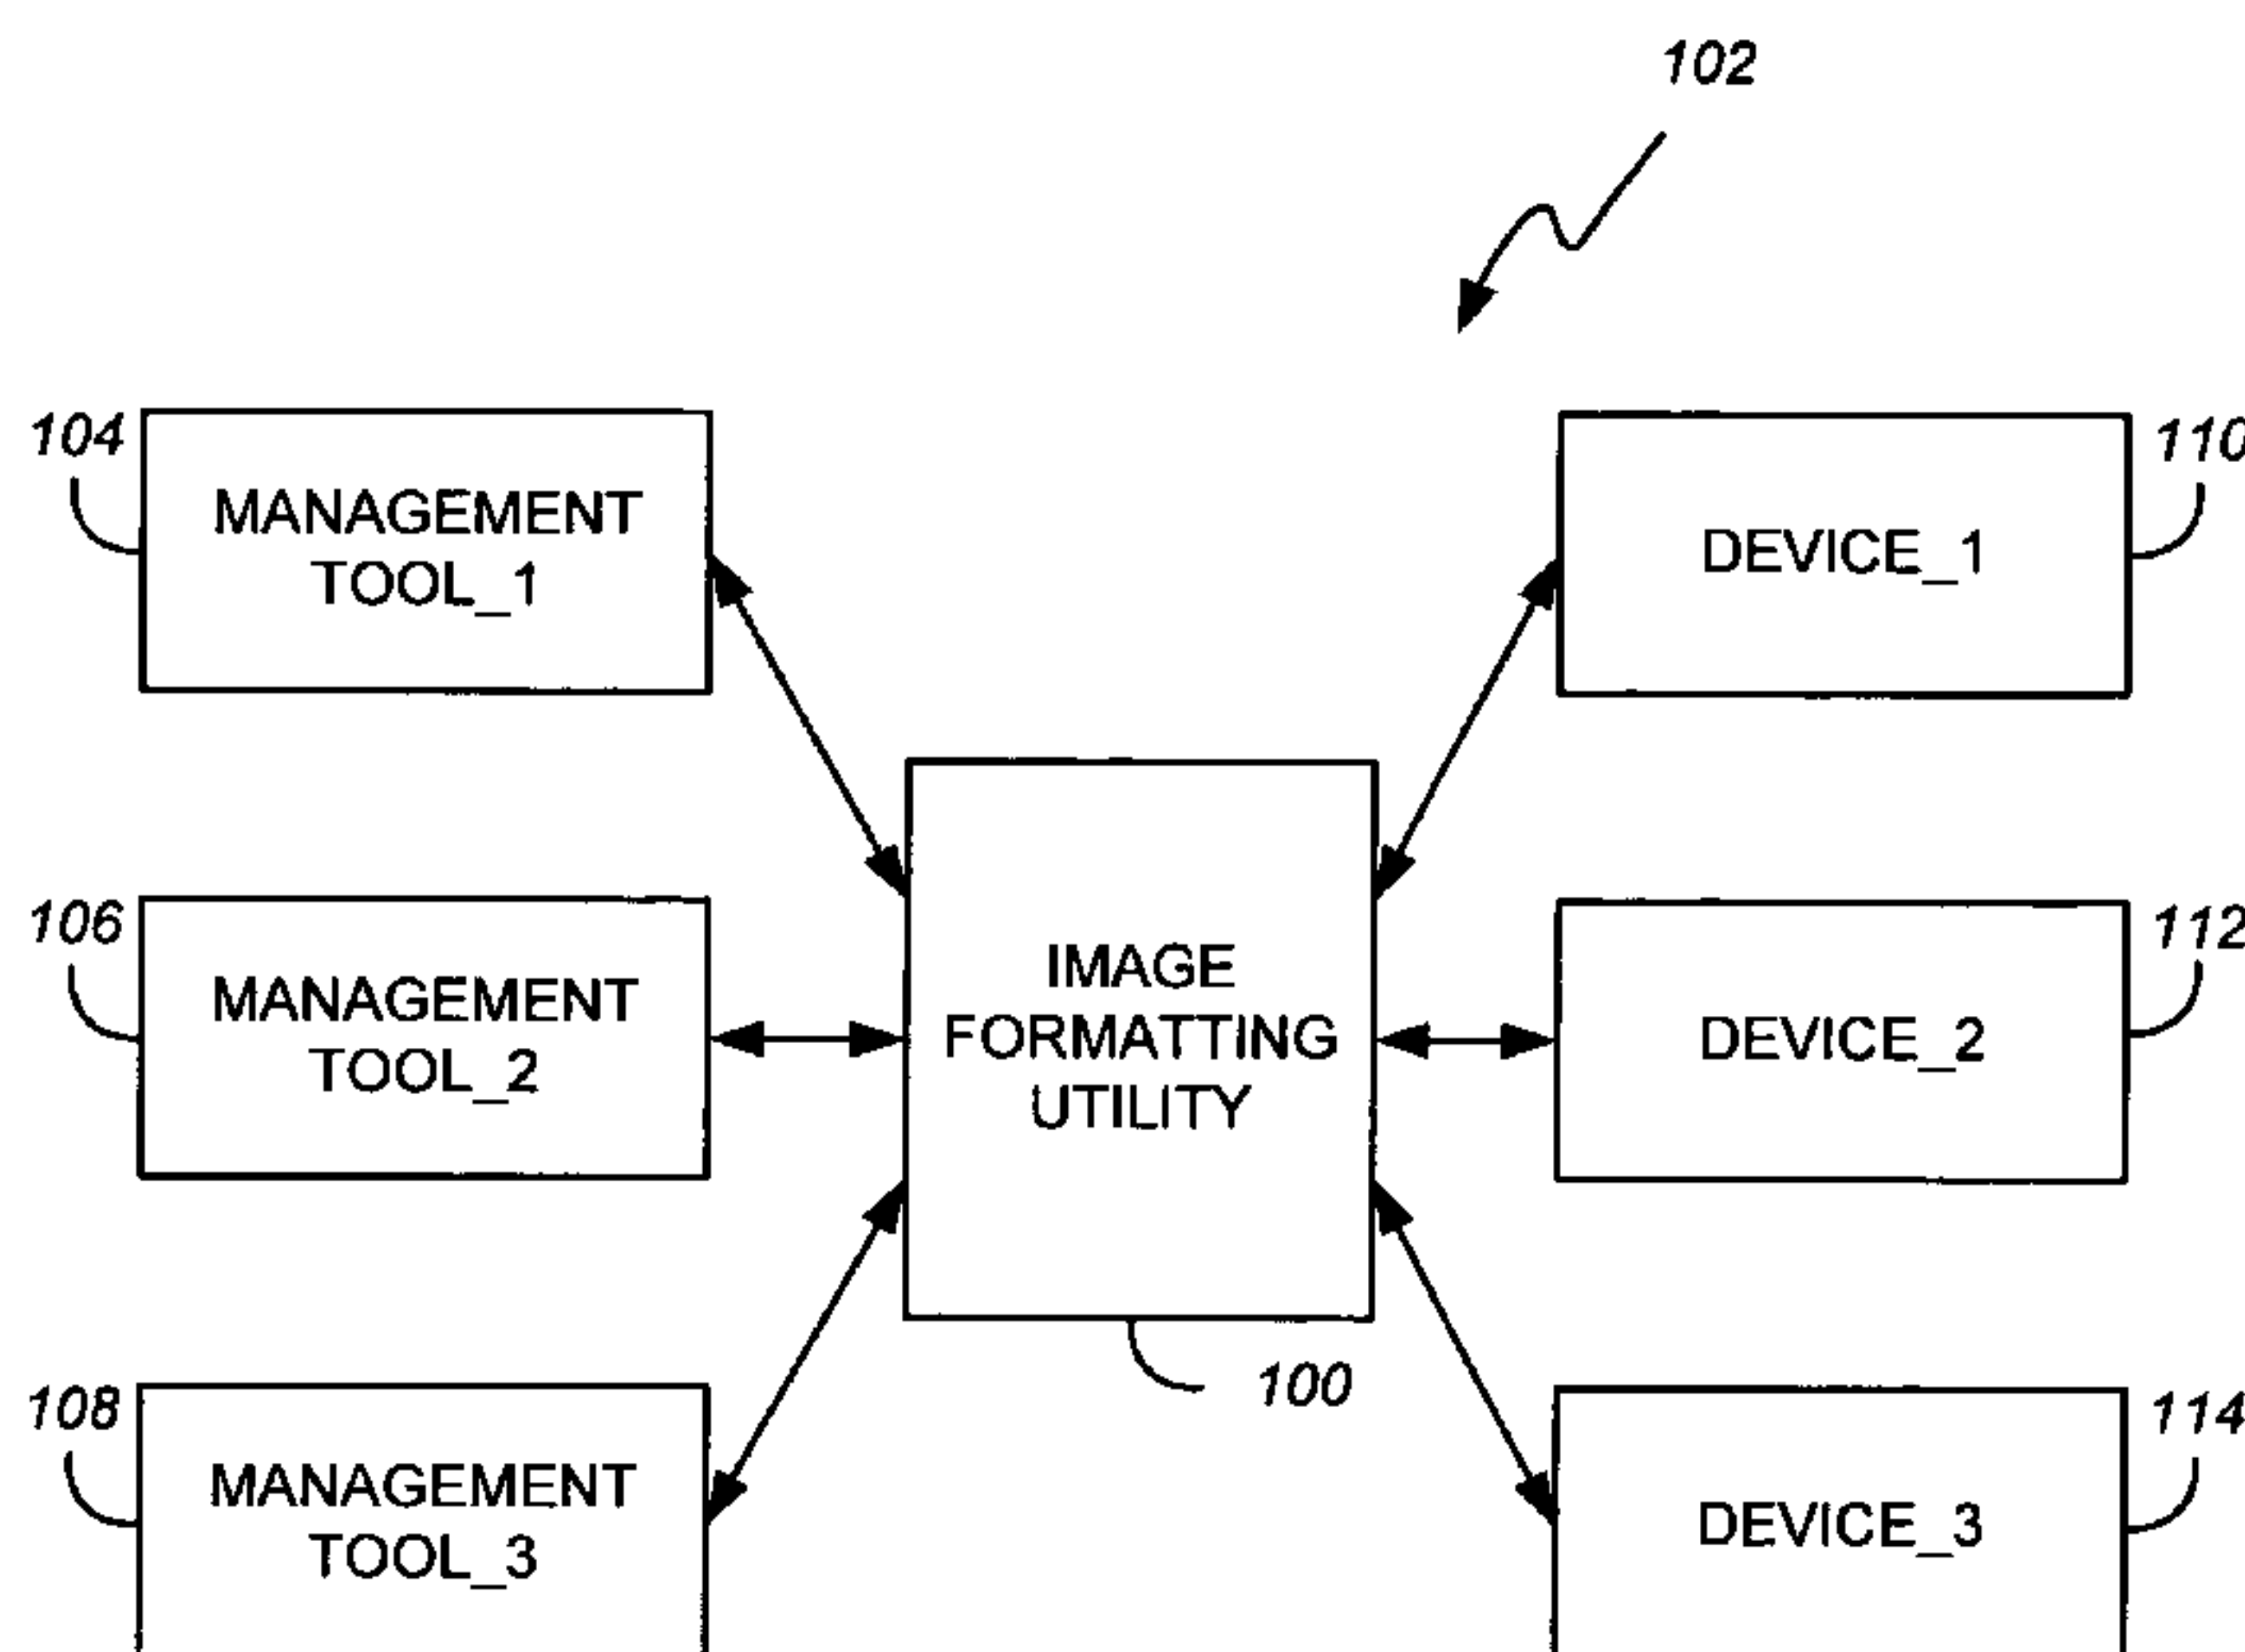 102
104
MANAGEMENT
TOOL_1
DEVICE_1
110
106
MANAGEMENT
TOOL_2
IMAGE
FORMATTING
UTILITY
DEVICE_2
112
100
108
MANAGEMENT
TOOL_3
DEVICE_3
114